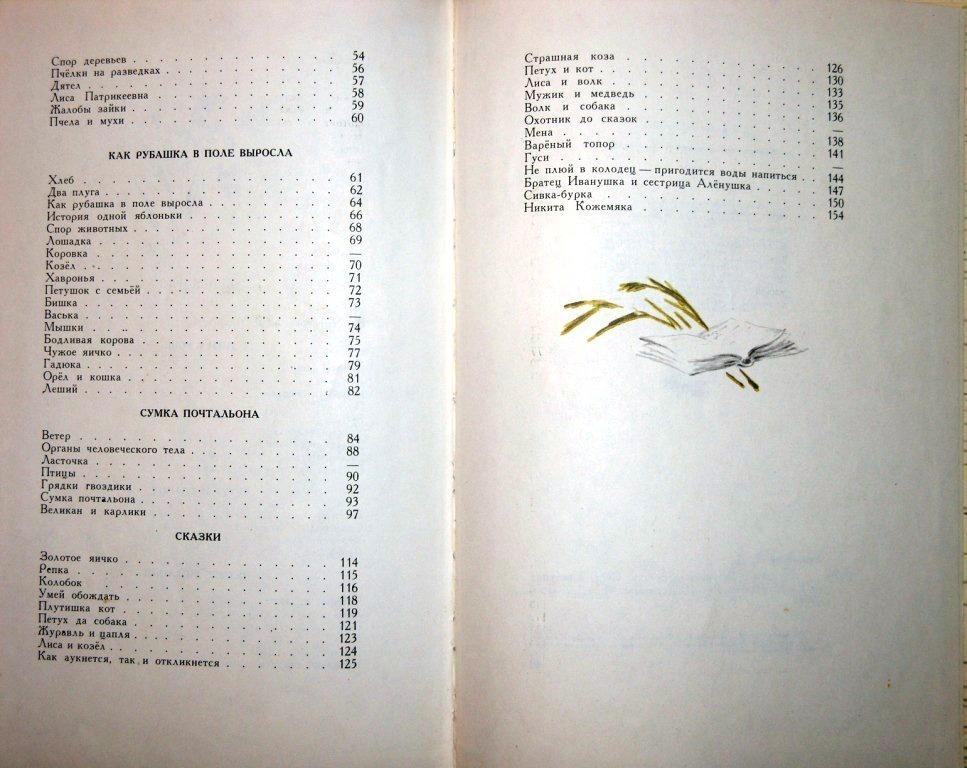 Спор деревьев . . . . . . . . . . 54
Пчёлки на разведках . . . . . . . . . . 56
Дятел . . . . . . . . . . 57
Лиса Патрикеевна . . . . . . . . . . 58
Жалобы зайки . . . . . . . . . . 59
Пчела и мухи . . . . . . . . . . 60
КАК РУБАШКА В ПОЛЕ ВЫРОСЛА
Хлеб . . . . . . . . . . 61
Два плуга . . . . . . . . . . 62
Как рубашка в поле выросла . . . . . . . . . . 64
История одной яблоньки . . . . . . . . . . 66
Спор животных . . . . . . . . . . 68
Лошадка . . . . . . . . . . 69
Коровка . . . . . . . . . . —
Козёл . . . . . . . . . . 70
Хавронья . . . . . . . . . . 71
Петушок с семьёй . . . . . . . . . . 72
Бишка . . . . . . . . . . 73
Васька . . . . . . . . . . —
Мышки . . . . . . . . . . 74
Бодливая корова . . . . . . . . . . 75
Чужое яичко . . . . . . . . . . 77
Гадюка . . . . . . . . . . 79
Орёл и кошка . . . . . . . . . . 81
Леший . . . . . . . . . . 82
СУМКА ПОЧТАЛЬОНА
Ветер . . . . . . . . . . 84
Органы человеческого тела . . . . . . . . . . 88
Ласточка . . . . . . . . . . —
Птицы . . . . . . . . . . 90
Грядки гвоздики . . . . . . . . . . 92
Сумка почтальона . . . . . . . . . . 93
Великан и карлики . . . . . . . . . . 97
СКАЗКИ
Золотое яичко . . . . . . . . . . 114
Репка . . . . . . . . . . 115
Колобок . . . . . . . . . . 116
Умей обождать . . . . . . . . . . 118
Плутишка кот . . . . . . . . . . 119
Петух да собака . . . . . . . . . . 121
Журавль и цапля . . . . . . . . . . 123
Лиса и козёл . . . . . . . . . . 124
Как аукнется, так и откликнется . . . . . . . . . . 125
Страшная коза
Петух и кот . . . . . . . . . . 126
Лиса и волк . . . . . . . . . . 130
Мужик и медведь . . . . . . . . . . 133
Волк и собака . . . . . . . . . . 135
Охотник до сказок . . . . . . . . . . 136
Мена . . . . . . . . . . —
Варёный топор . . . . . . . . . . 138
Гуси . . . . . . . . . . 141
Не плюй в колодец — пригодится воды напиться . . 144
Братец Иванушка и сестрица Алёнушка . . . . 147
Сивка-бурка . . . . . . . . . . 150
Никита Кожемяка . . . . . . . . . . 154